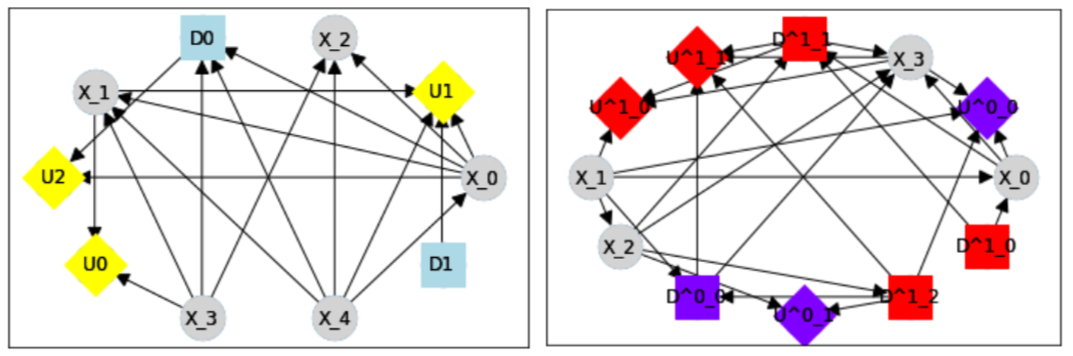 D0
X_2
X_1
U1
U2
X_0
U0
D1
X_3
X_4
D^1_1
U^1_1
X_3
U^1_0
U^0_0
X_1
X_0
X_2
D^1_0
D^0_0
D^1_2
U^0_1